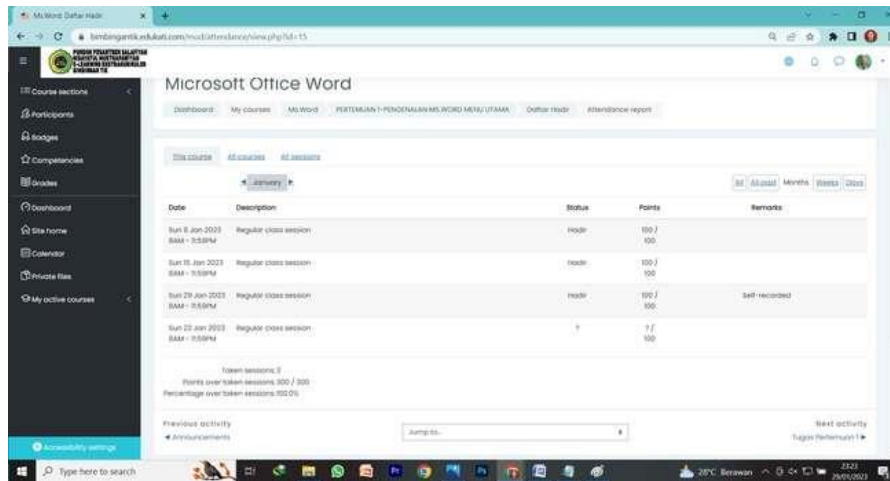 Ms.Word: Daftar Hadir
bimbingantik.edukati.com/mod/attendance/view.php?id=15
PONDOK PESANTREN SALAFIYAH
E-LEARNING EKSTRAKURIKULER
BIMBINGAN TIK
Course sections
Participants
Badges
Competencies
Grades
Dashboard
Site home
Calendar
Private files
My active courses
Accessibility settings
Microsoft Office Word
Dashboard My courses Ms.Word PERTEMUAN 1-PENGENALAN MS.WORD MENU UTAMA Daftar Hadir Attendance report
This course All courses All sessions
◄ January ►
All All past Months Weeks Days
Date Description Status Points Remarks
Sun 8 Jan 2023 Regular class session Hadir 100 /
8AM - 11:59PM 100
Sun 15 Jan 2023 Regular class session Hadir 100 /
8AM - 11:59PM 100
Sun 29 Jan 2023 Regular class session Hadir 100 / Self-recorded
8AM - 11:59PM 100
Sun 22 Jan 2023 Regular class session ? ? /
8AM - 11:59PM 100
Taken sessions: 3
Points over taken sessions: 300 / 300
Percentage over taken sessions: 100.0%
Previous activity
◄ Announcements
Jump to...
Next activity
Tugas Pertemuan 1 ►
Type here to search
28°C Berawan
23:23
29/01/2023